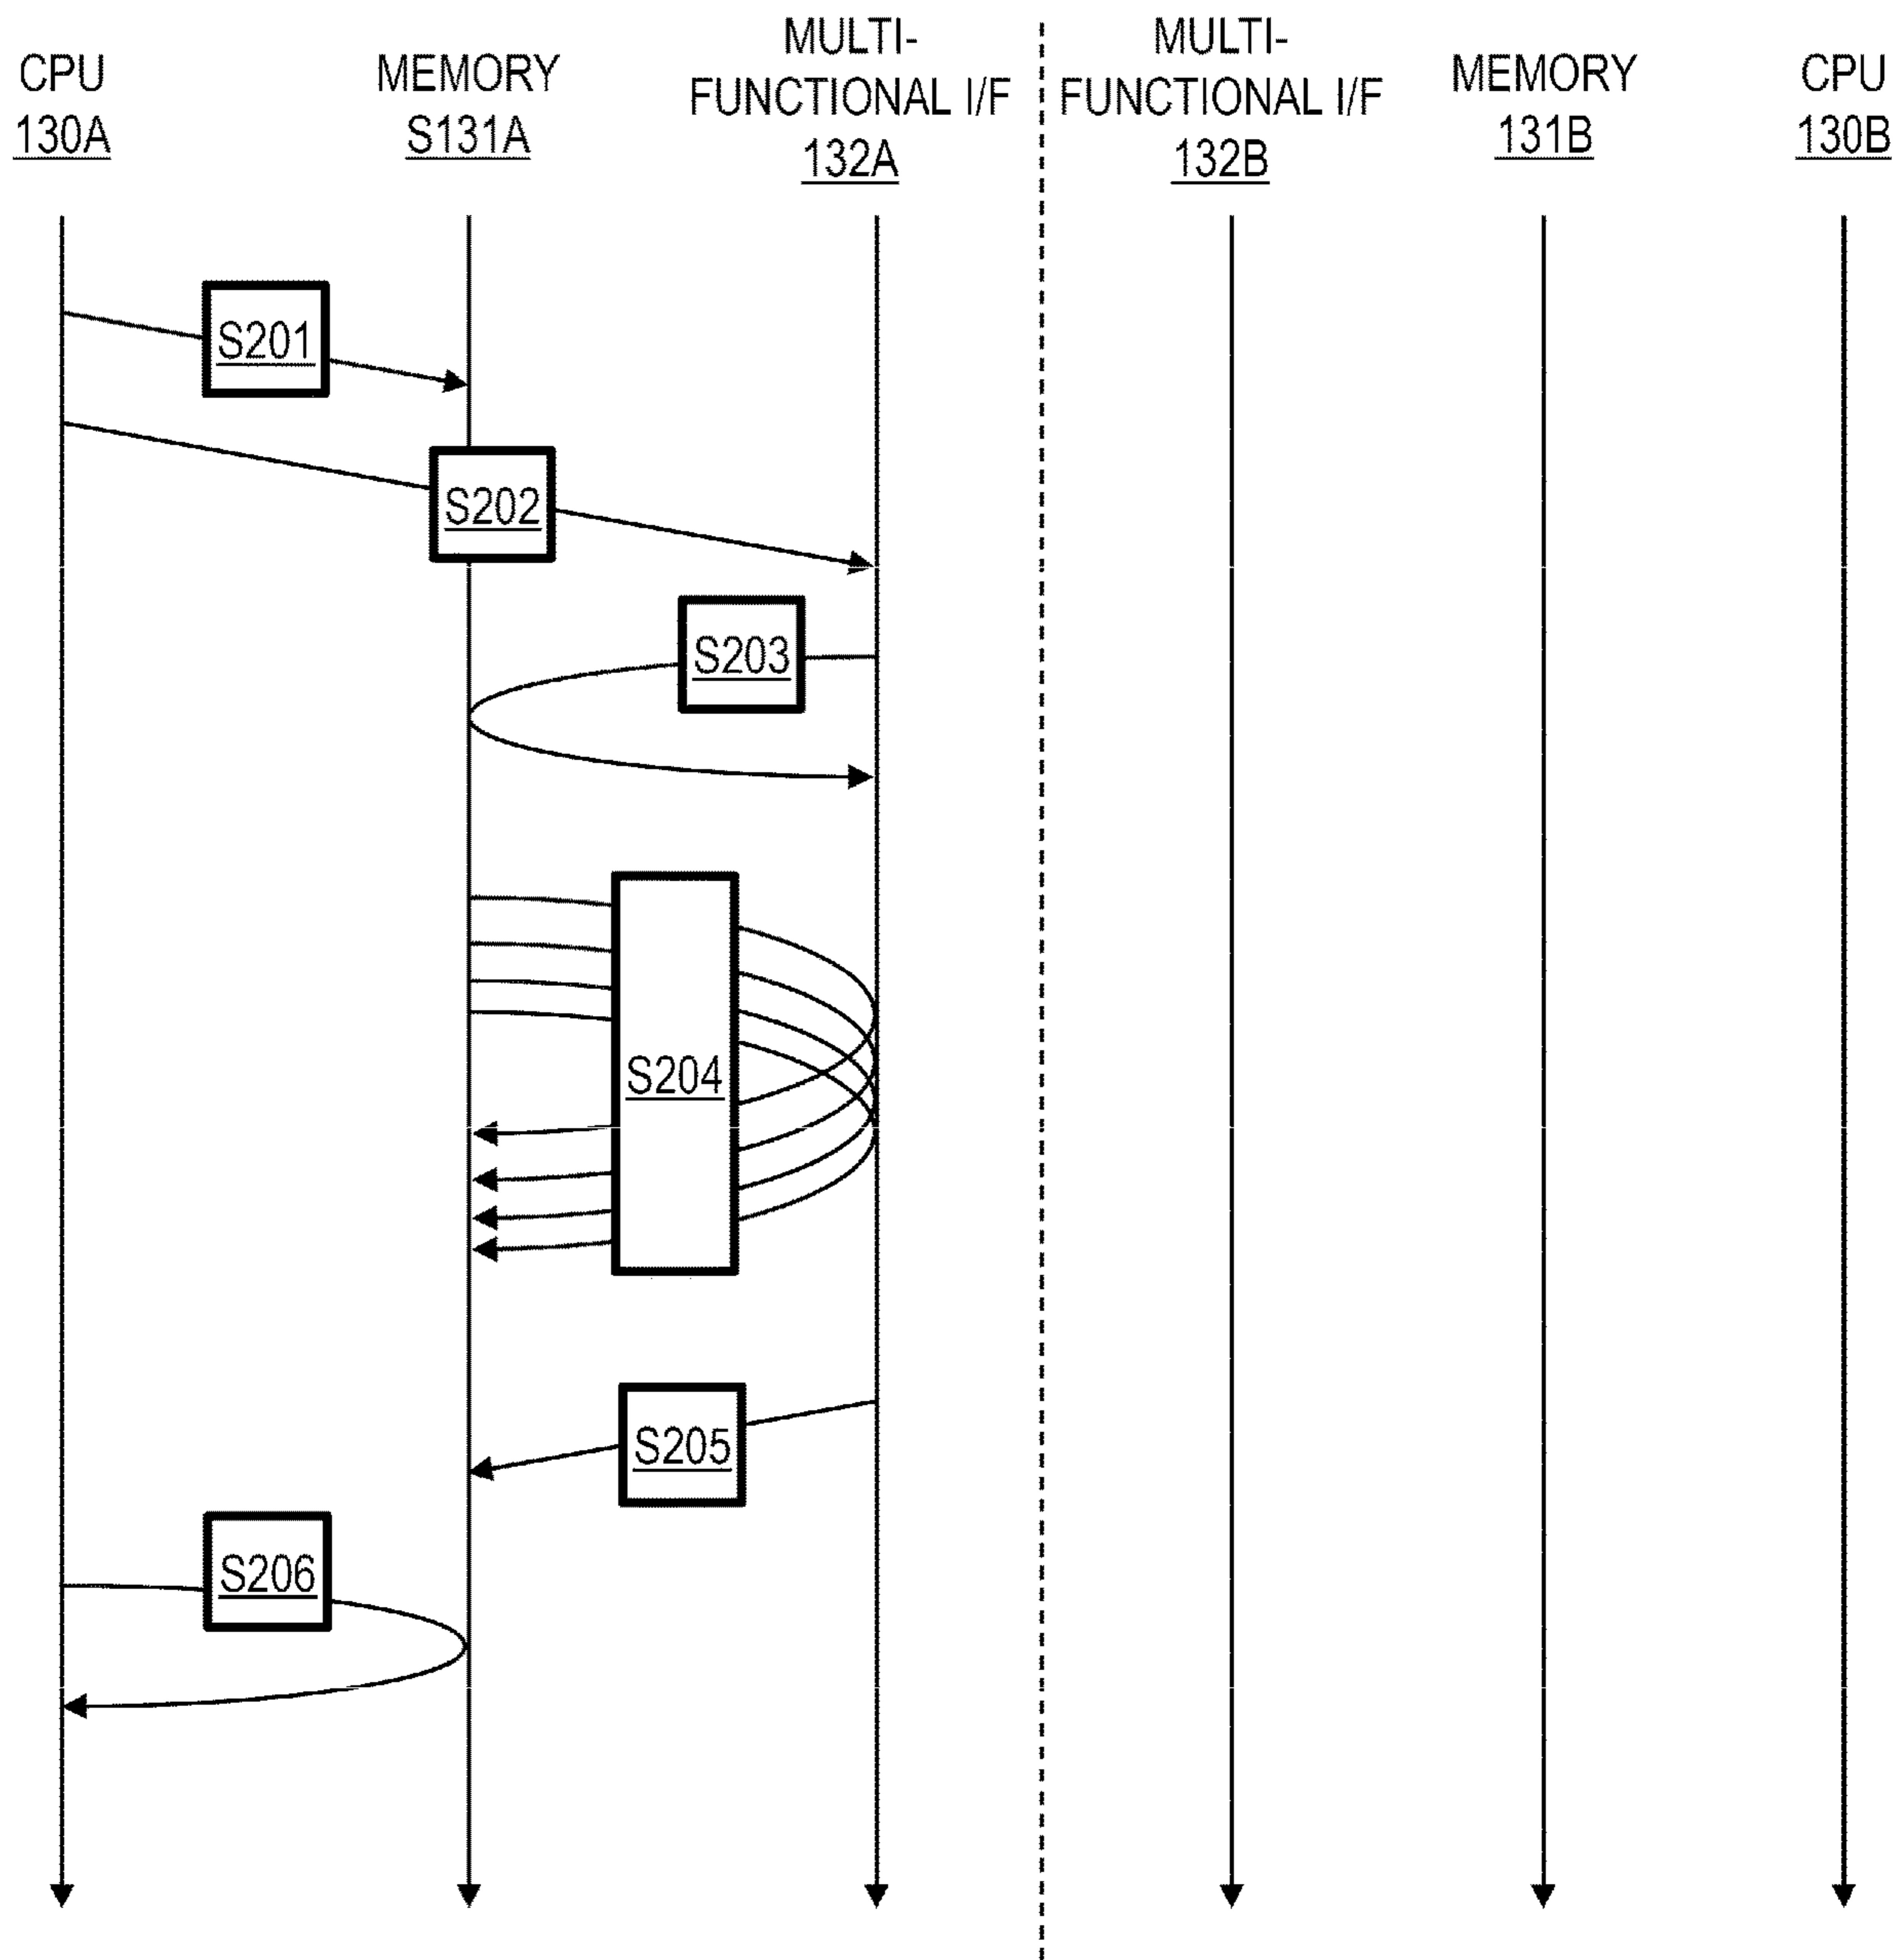 CPU
130A
MEMORY
S131A
MULTI-
FUNCTIONAL I/F
132A
MULTI-
FUNCTIONAL I/F
132B
MEMORY
131B
CPU
130B
S201
S202
S203
S204
S205
S206